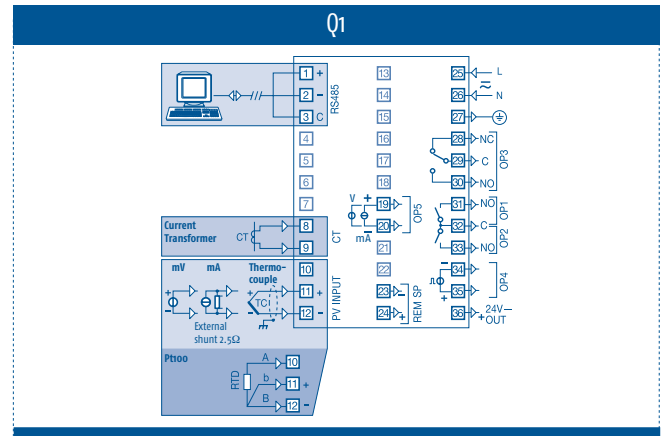 Q1
1 + 13 25 L
2 - 14 26 N
3 C 15 27
RS485
4 16 28 NC
5 17 29 C
6 18 30 NO
OP3
7 V + 19 31 NO
OP1
Current
Transformer
CT 8 mA - 20 32 C
CT
OP5
OP2
9 21 33 NO
mV mA Thermo-
couple
10 22 34 -
+ + TC 11 + 23 - 35 +
OP4
- - 12 - 24 + 36 + 24V -
OUT
PV INPUT
REM SP
External
shunt 2.5Ω
Pt100
A 10
RTD
b 11 +
B 12 -